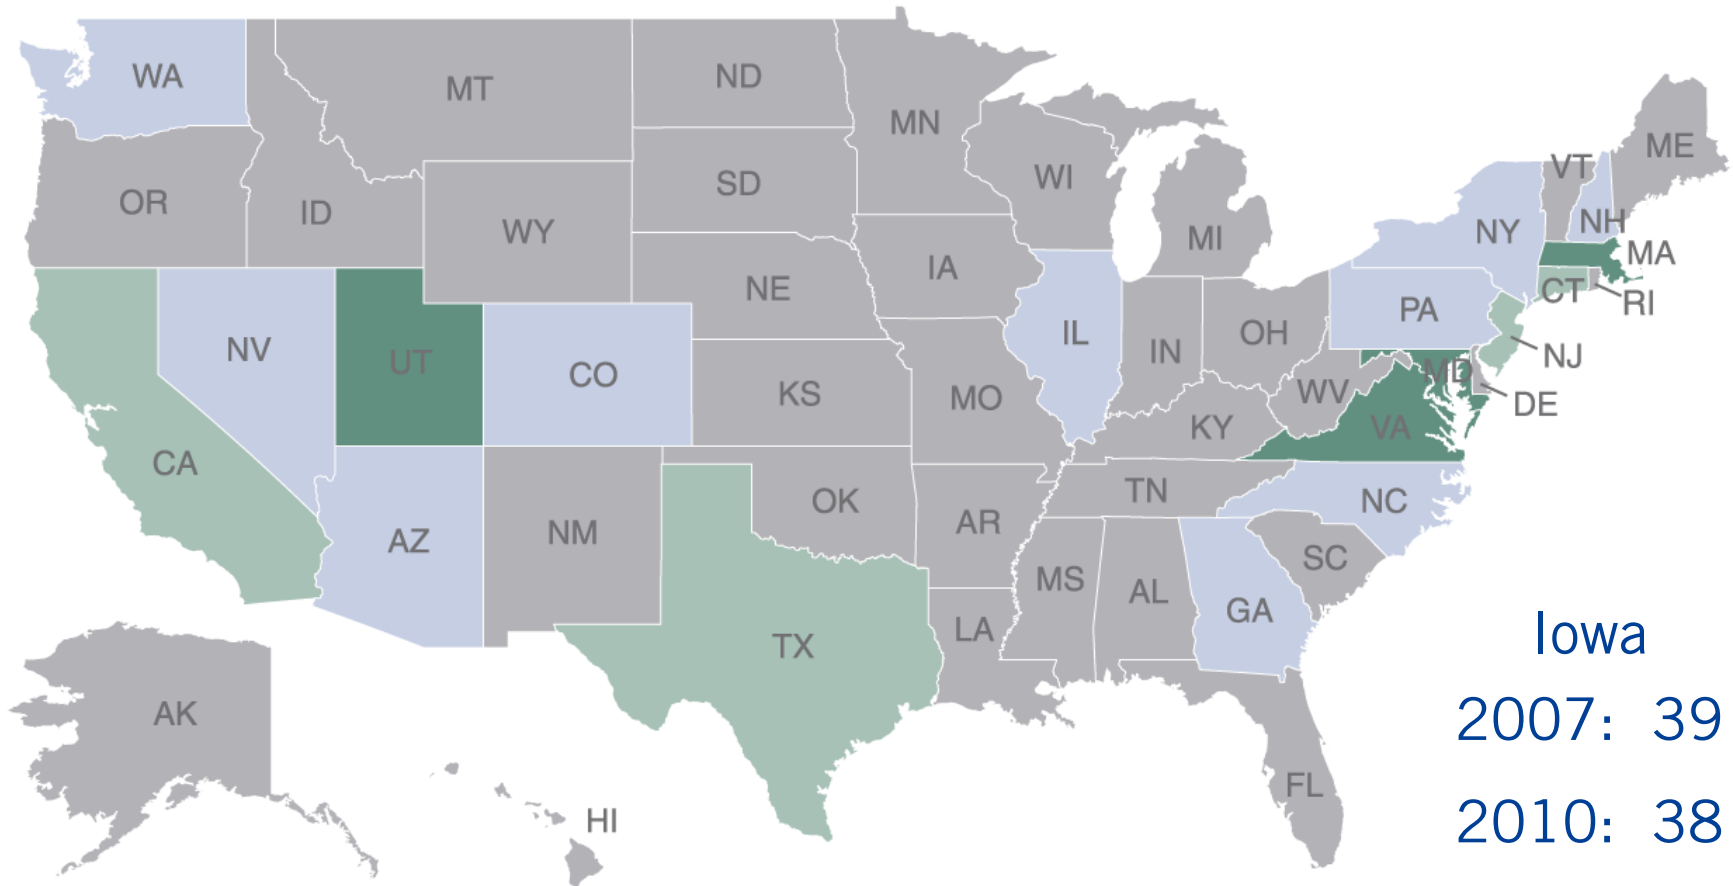 WA
MT
ND
MN
OR
ID
SD
WI
VT
ME
WY
MI
NY
NH
MA
NE
IA
CT
RI
NV
UT
CO
IL
IN
OH
PA
NJ
KS
MO
WV
MD
DE
KY
VA
CA
TN
NC
AZ
NM
OK
AR
SC
MS
AL
GA
LA
TX
AK
FL
HI
Iowa
2007: 39
2010: 38